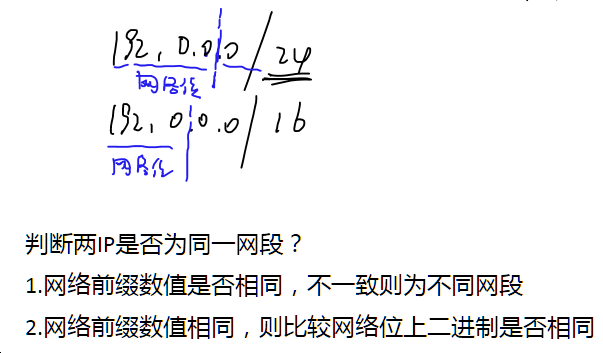 192.0.0.0/24
网络位
192.0.0.0/16
网络位
判断两IP是否为同一网段？
1.网络前缀数值是否相同，不一致则为不同网段
2.网络前缀数值相同，则比较网络位上二进制是否相同